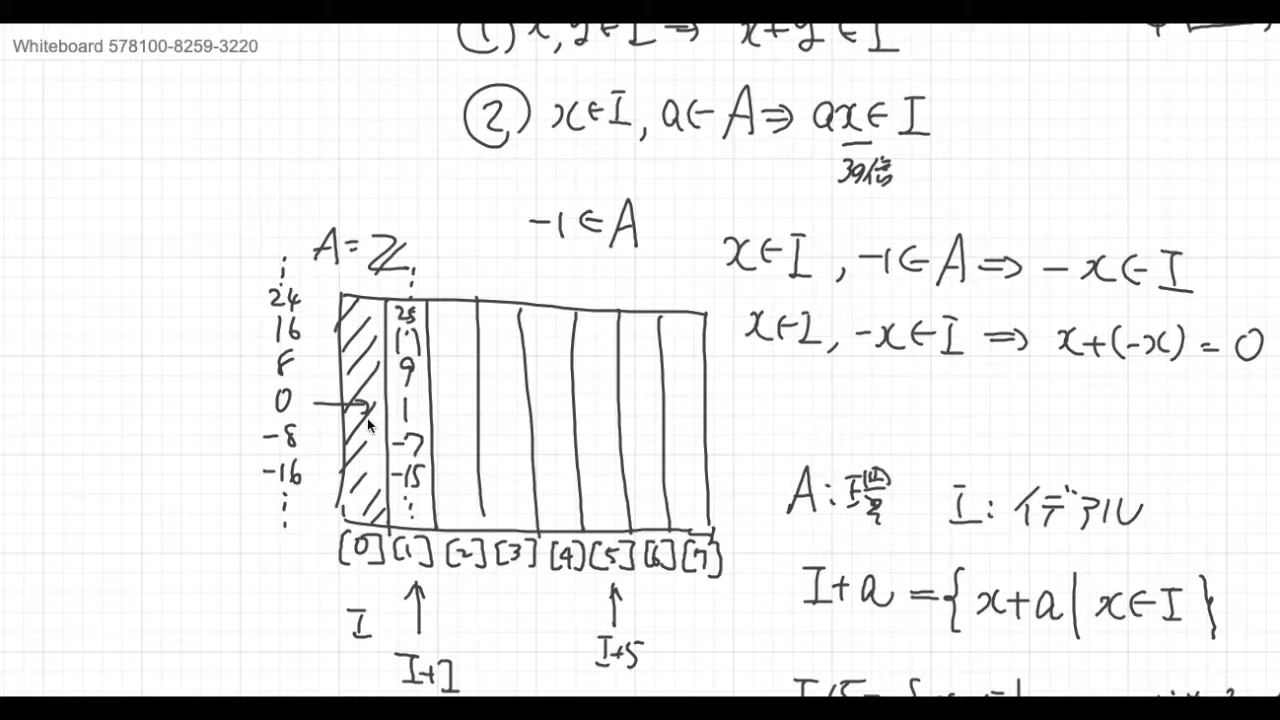 Whiteboard 578100-8259-3220
① x, y ∈ I ⇒ x+y ∈ I
② x∈I, a∈A ⇒ ax∈I
-1 ∈ A
A=ℤ
x∈I, -1∈A ⇒ -x∈I
x∈I, -x∈I ⇒ x+(-x) = 0
⋮
24
16
8
0
-8
-16
⋮
⋮
25
17
9
1
-7
-15
⋮
[0] [1] [2] [3] [4] [5] [6] [7]
I
I+1
I+5
A: 環 I: イデアル
I+a = {x+a | x∈I}